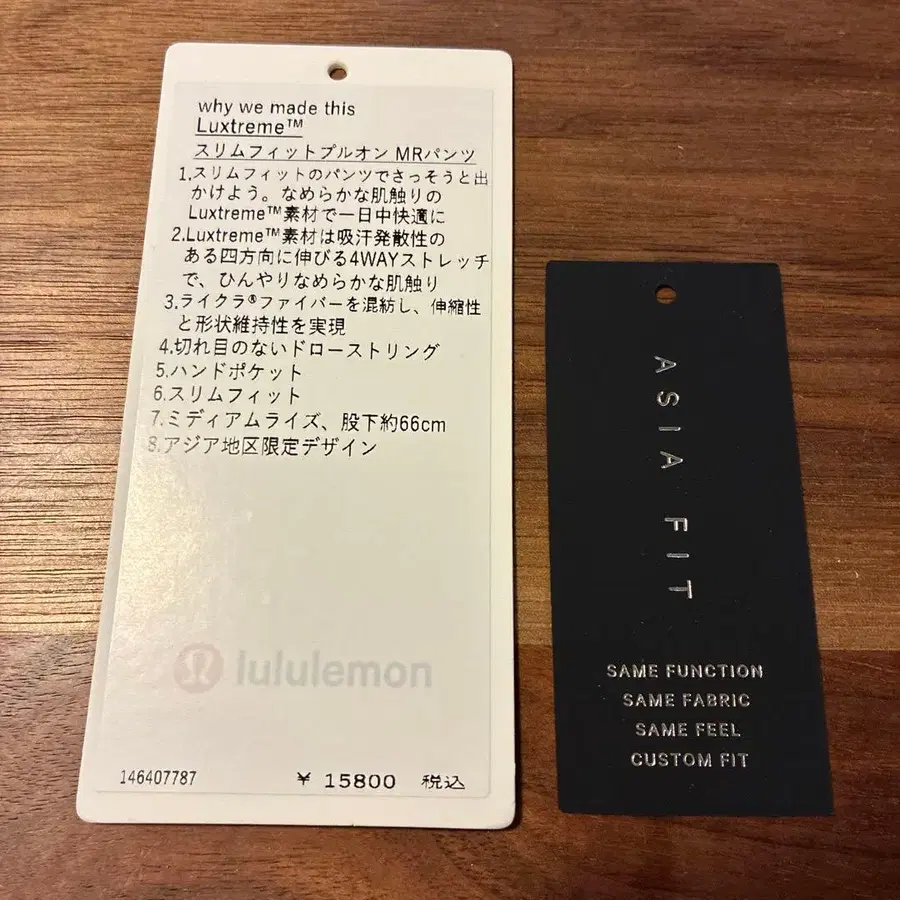 why we made this
Luxtreme™
スリムフィットプルオン MRパンツ
1.スリムフィットのパンツでさっそうと出
かけよう。なめらかな肌触りの
Luxtreme™素材で一日中快適に
2.Luxtreme™素材は吸汗発散性の
ある四方向に伸びる4WAYストレッチ
で、ひんやりなめらかな肌触り
3.ライクラ®ファイバーを混紡し、伸縮性
と形状維持性を実現
4.切れ目のないドローストリング
5.ハンドポケット
6.スリムフィット
7.ミディアムライズ、股下約66cm
8.アジア地区限定デザイン
lululemon
146407787 ¥ 15800 税込
ASIA FIT
SAME FUNCTION
SAME FABRIC
SAME FEEL
CUSTOM FIT